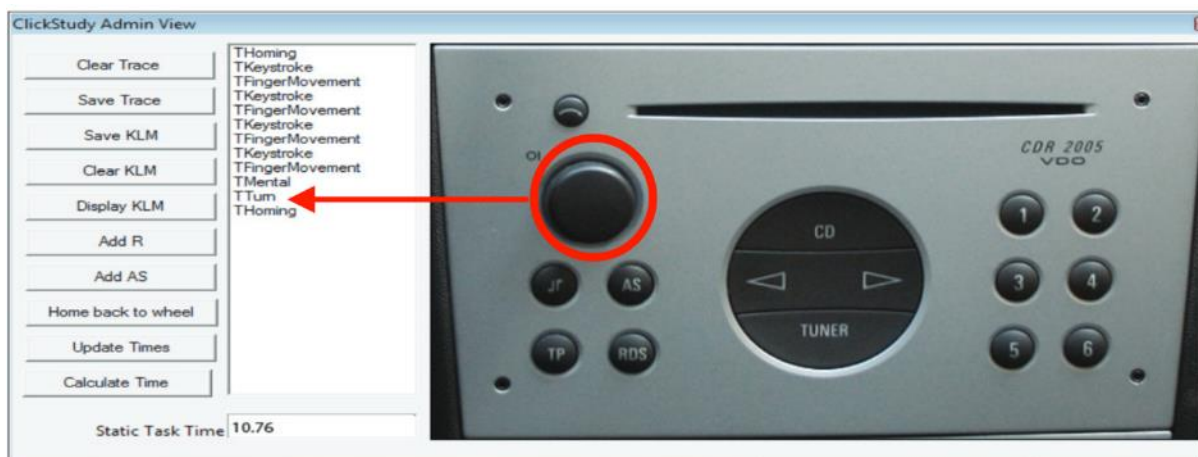 ClickStudy Admin View
Clear Trace
Save Trace
Save KLM
Clear KLM
Display KLM
Add R
Add AS
Home back to wheel
Update Times
Calculate Time
THoming
TKeystroke
TFingerMovement
TKeystroke
TFingerMovement
TKeystroke
TFingerMovement
TKeystroke
TFingerMovement
TMental
TTurn
THoming
Static Task Time 10.76
CDR 2005
VDO
CD
AS
TP
RDS
TUNER
1 2
3 4
5 6